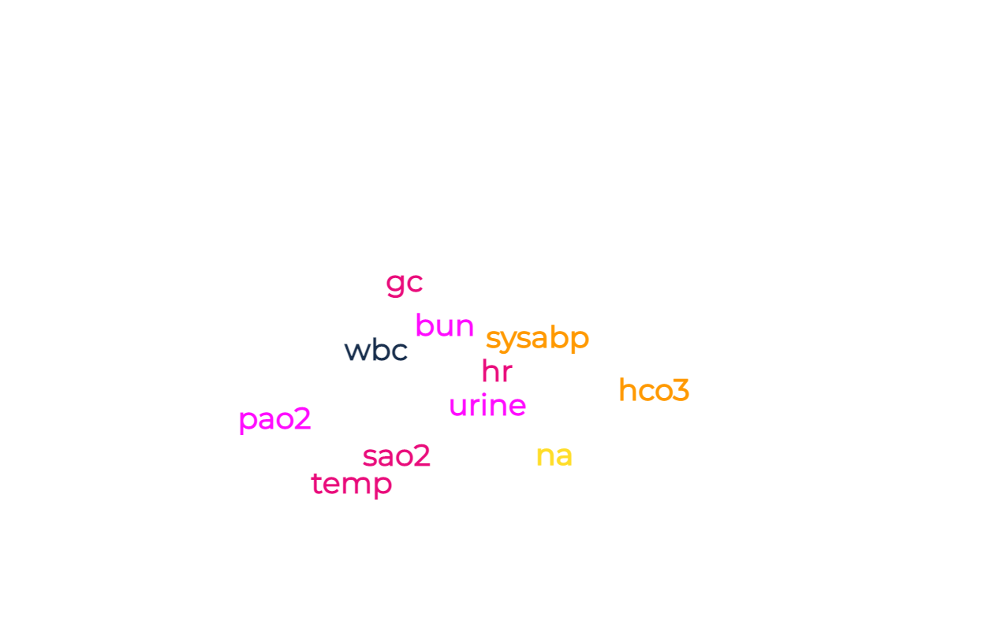 gc
bun
sysabp
wbc
hr
hco3
urine
pao2
sao2
na
temp